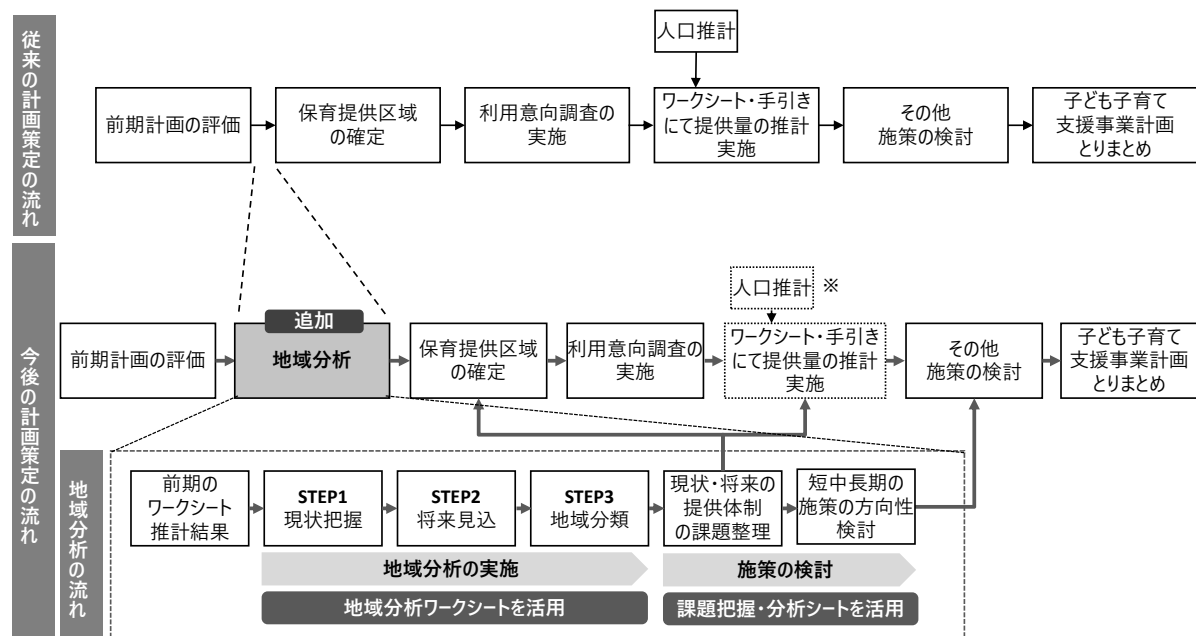 従来の計画策定の流れ
人口推計
前期計画の評価
保育提供区域
の確定
利用意向調査の
実施
ワークシート・手引き
にて提供量の推計
実施
その他
施策の検討
子ども子育て
支援事業計画
とりまとめ
今後の計画策定の流れ
人口推計 ※
前期計画の評価
追加
地域分析
保育提供区域
の確定
利用意向調査の
実施
ワークシート・手引き
にて提供量の推計
実施
その他
施策の検討
子ども子育て
支援事業計画
とりまとめ
地域分析の流れ
前期の
ワークシート
推計結果
STEP1
現状把握
STEP2
将来見込
STEP3
地域分類
現状・将来の
提供体制
の課題整理
短中長期の
施策の方向性
検討
地域分析の実施
施策の検討
地域分析ワークシートを活用
課題把握・分析シートを活用